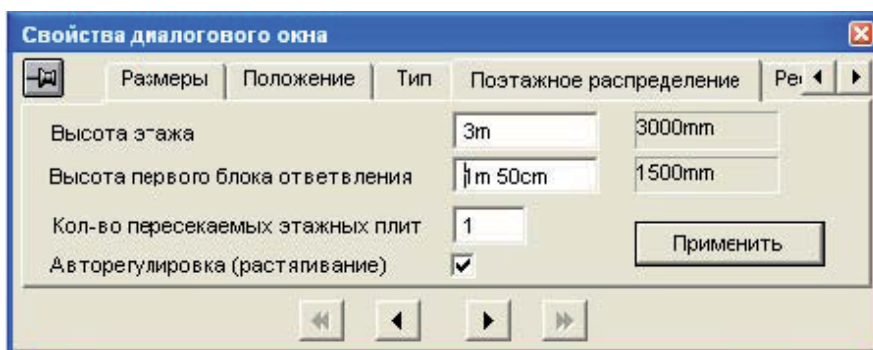 Свойства диалогового окна
Размеры Положение Тип Поэтажное распределение Ре
Высота этажа 3m 3000mm
Высота первого блока ответвления 1m 50cm 1500mm
Кол-во пересекаемых этажных плит 1
Применить
Авторегулировка (растягивание)